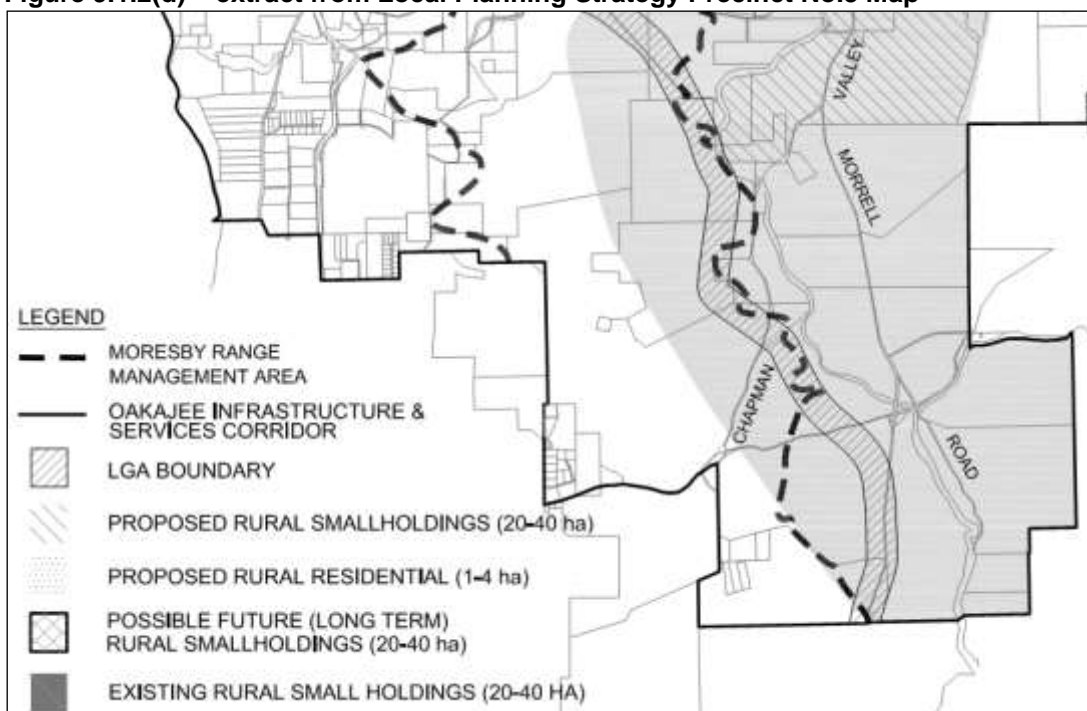 Figure – extract from Local Planning Strategy Precinct Map
VALLEY
MORRELL
ROAD
CHAPMAN
LEGEND
MORESBY RANGE
MANAGEMENT AREA
OAKAJEE INFRASTRUCTURE &
SERVICES CORRIDOR
LGA BOUNDARY
PROPOSED RURAL SMALLHOLDINGS (20-40 ha)
PROPOSED RURAL RESIDENTIAL (1-4 ha)
POSSIBLE FUTURE (LONG TERM)
RURAL SMALLHOLDINGS (20-40 ha)
EXISTING RURAL SMALL HOLDINGS (20-40 HA)